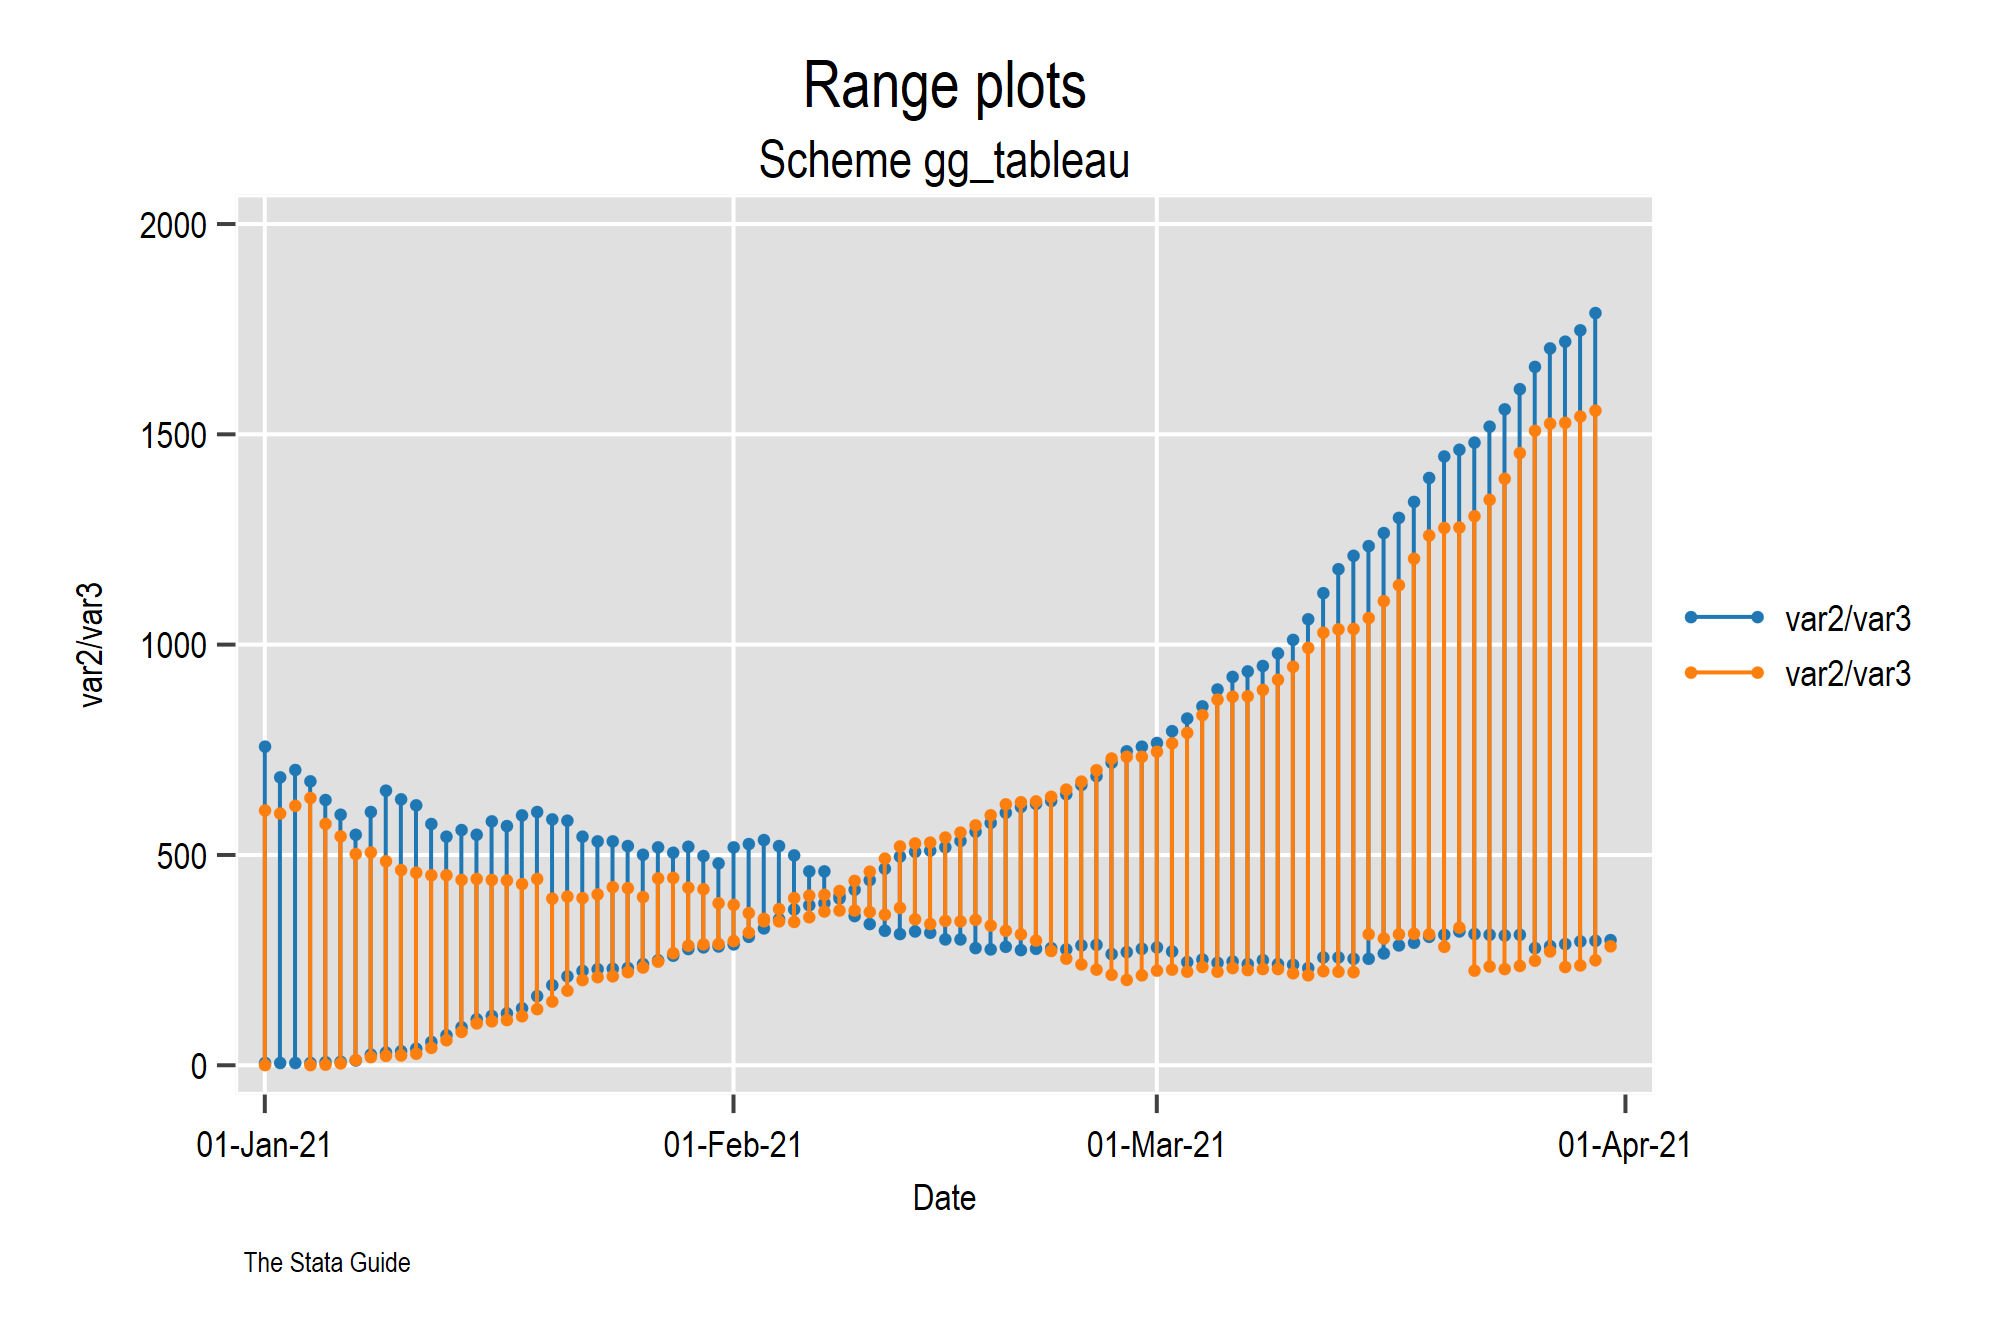 Range plots
Scheme gg_tableau
2000
1500
1000
500
0
var2/var3
var2/var3
var2/var3
01-Jan-21
01-Feb-21
01-Mar-21
01-Apr-21
Date
The Stata Guide